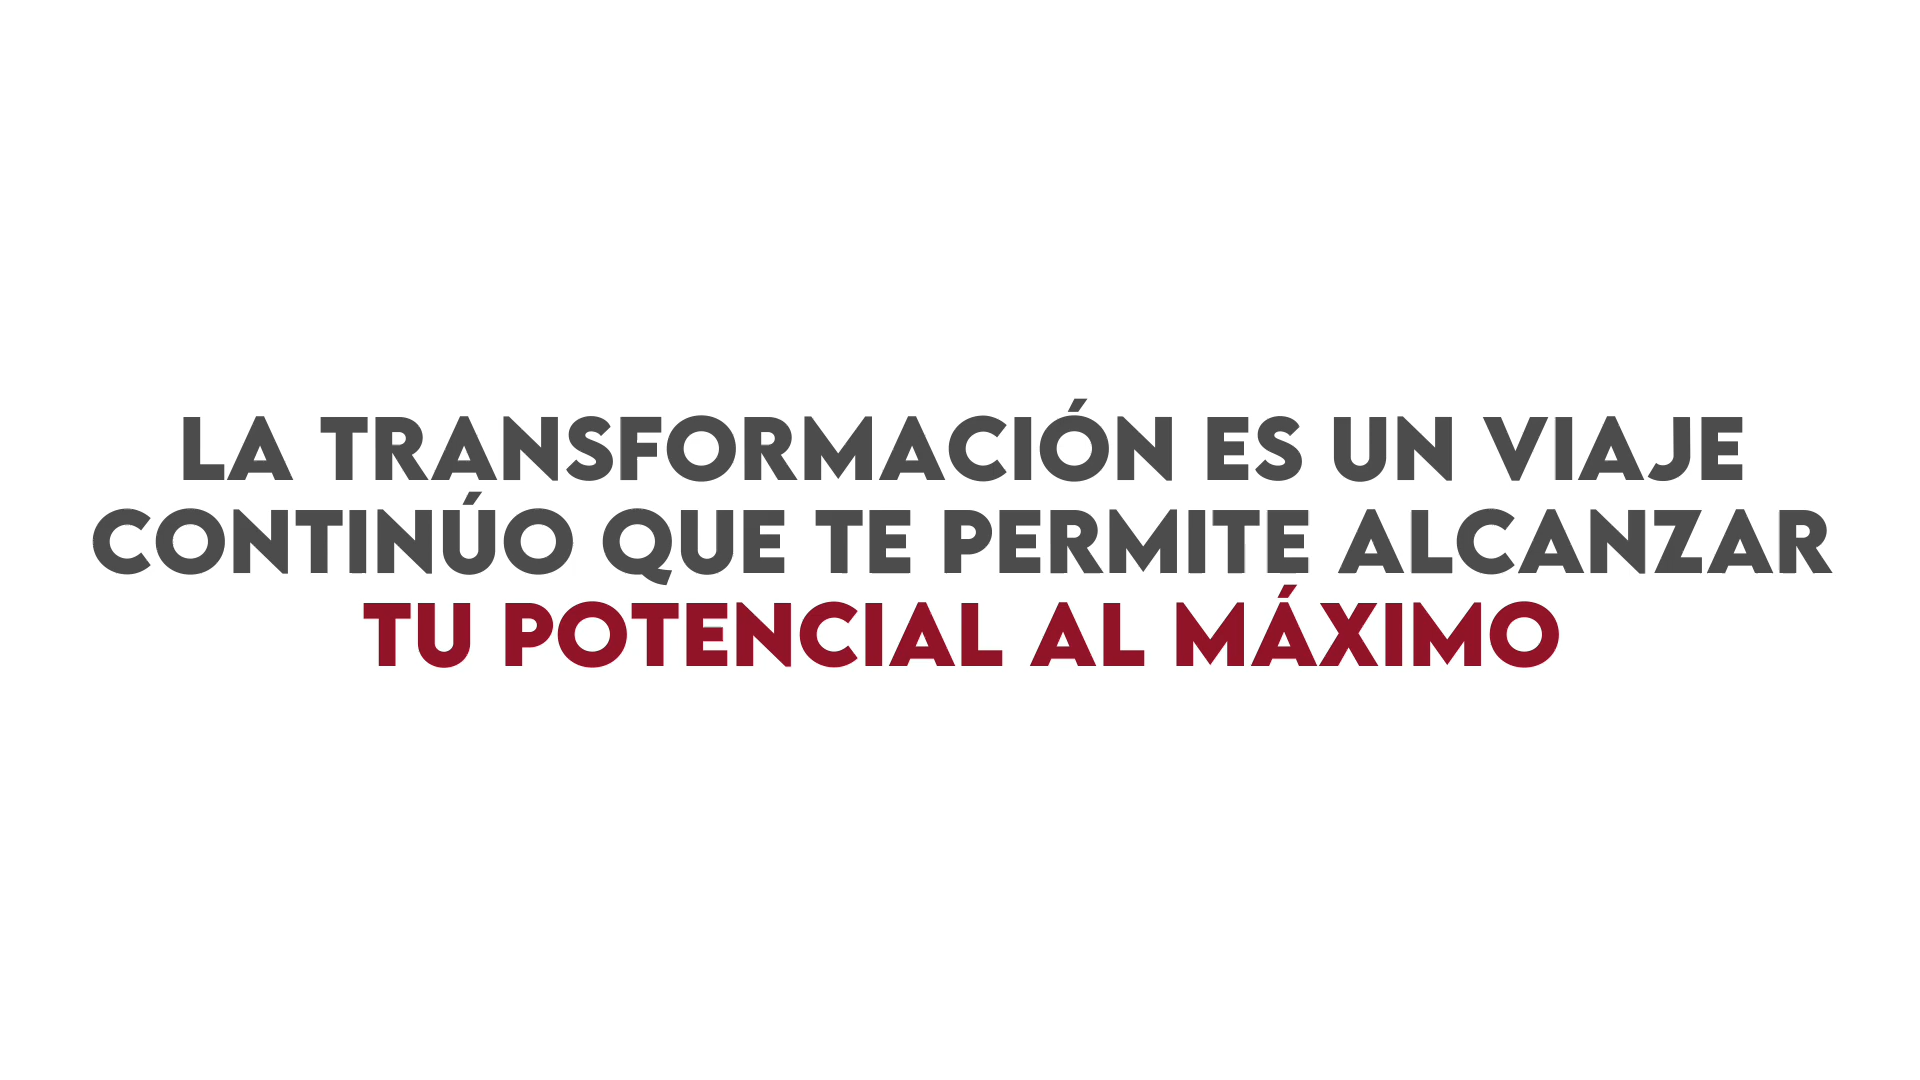 LA TRANSFORMACIÓN ES UN VIAJE
CONTINÚO QUE TE PERMITE ALCANZAR
TU POTENCIAL AL MÁXIMO